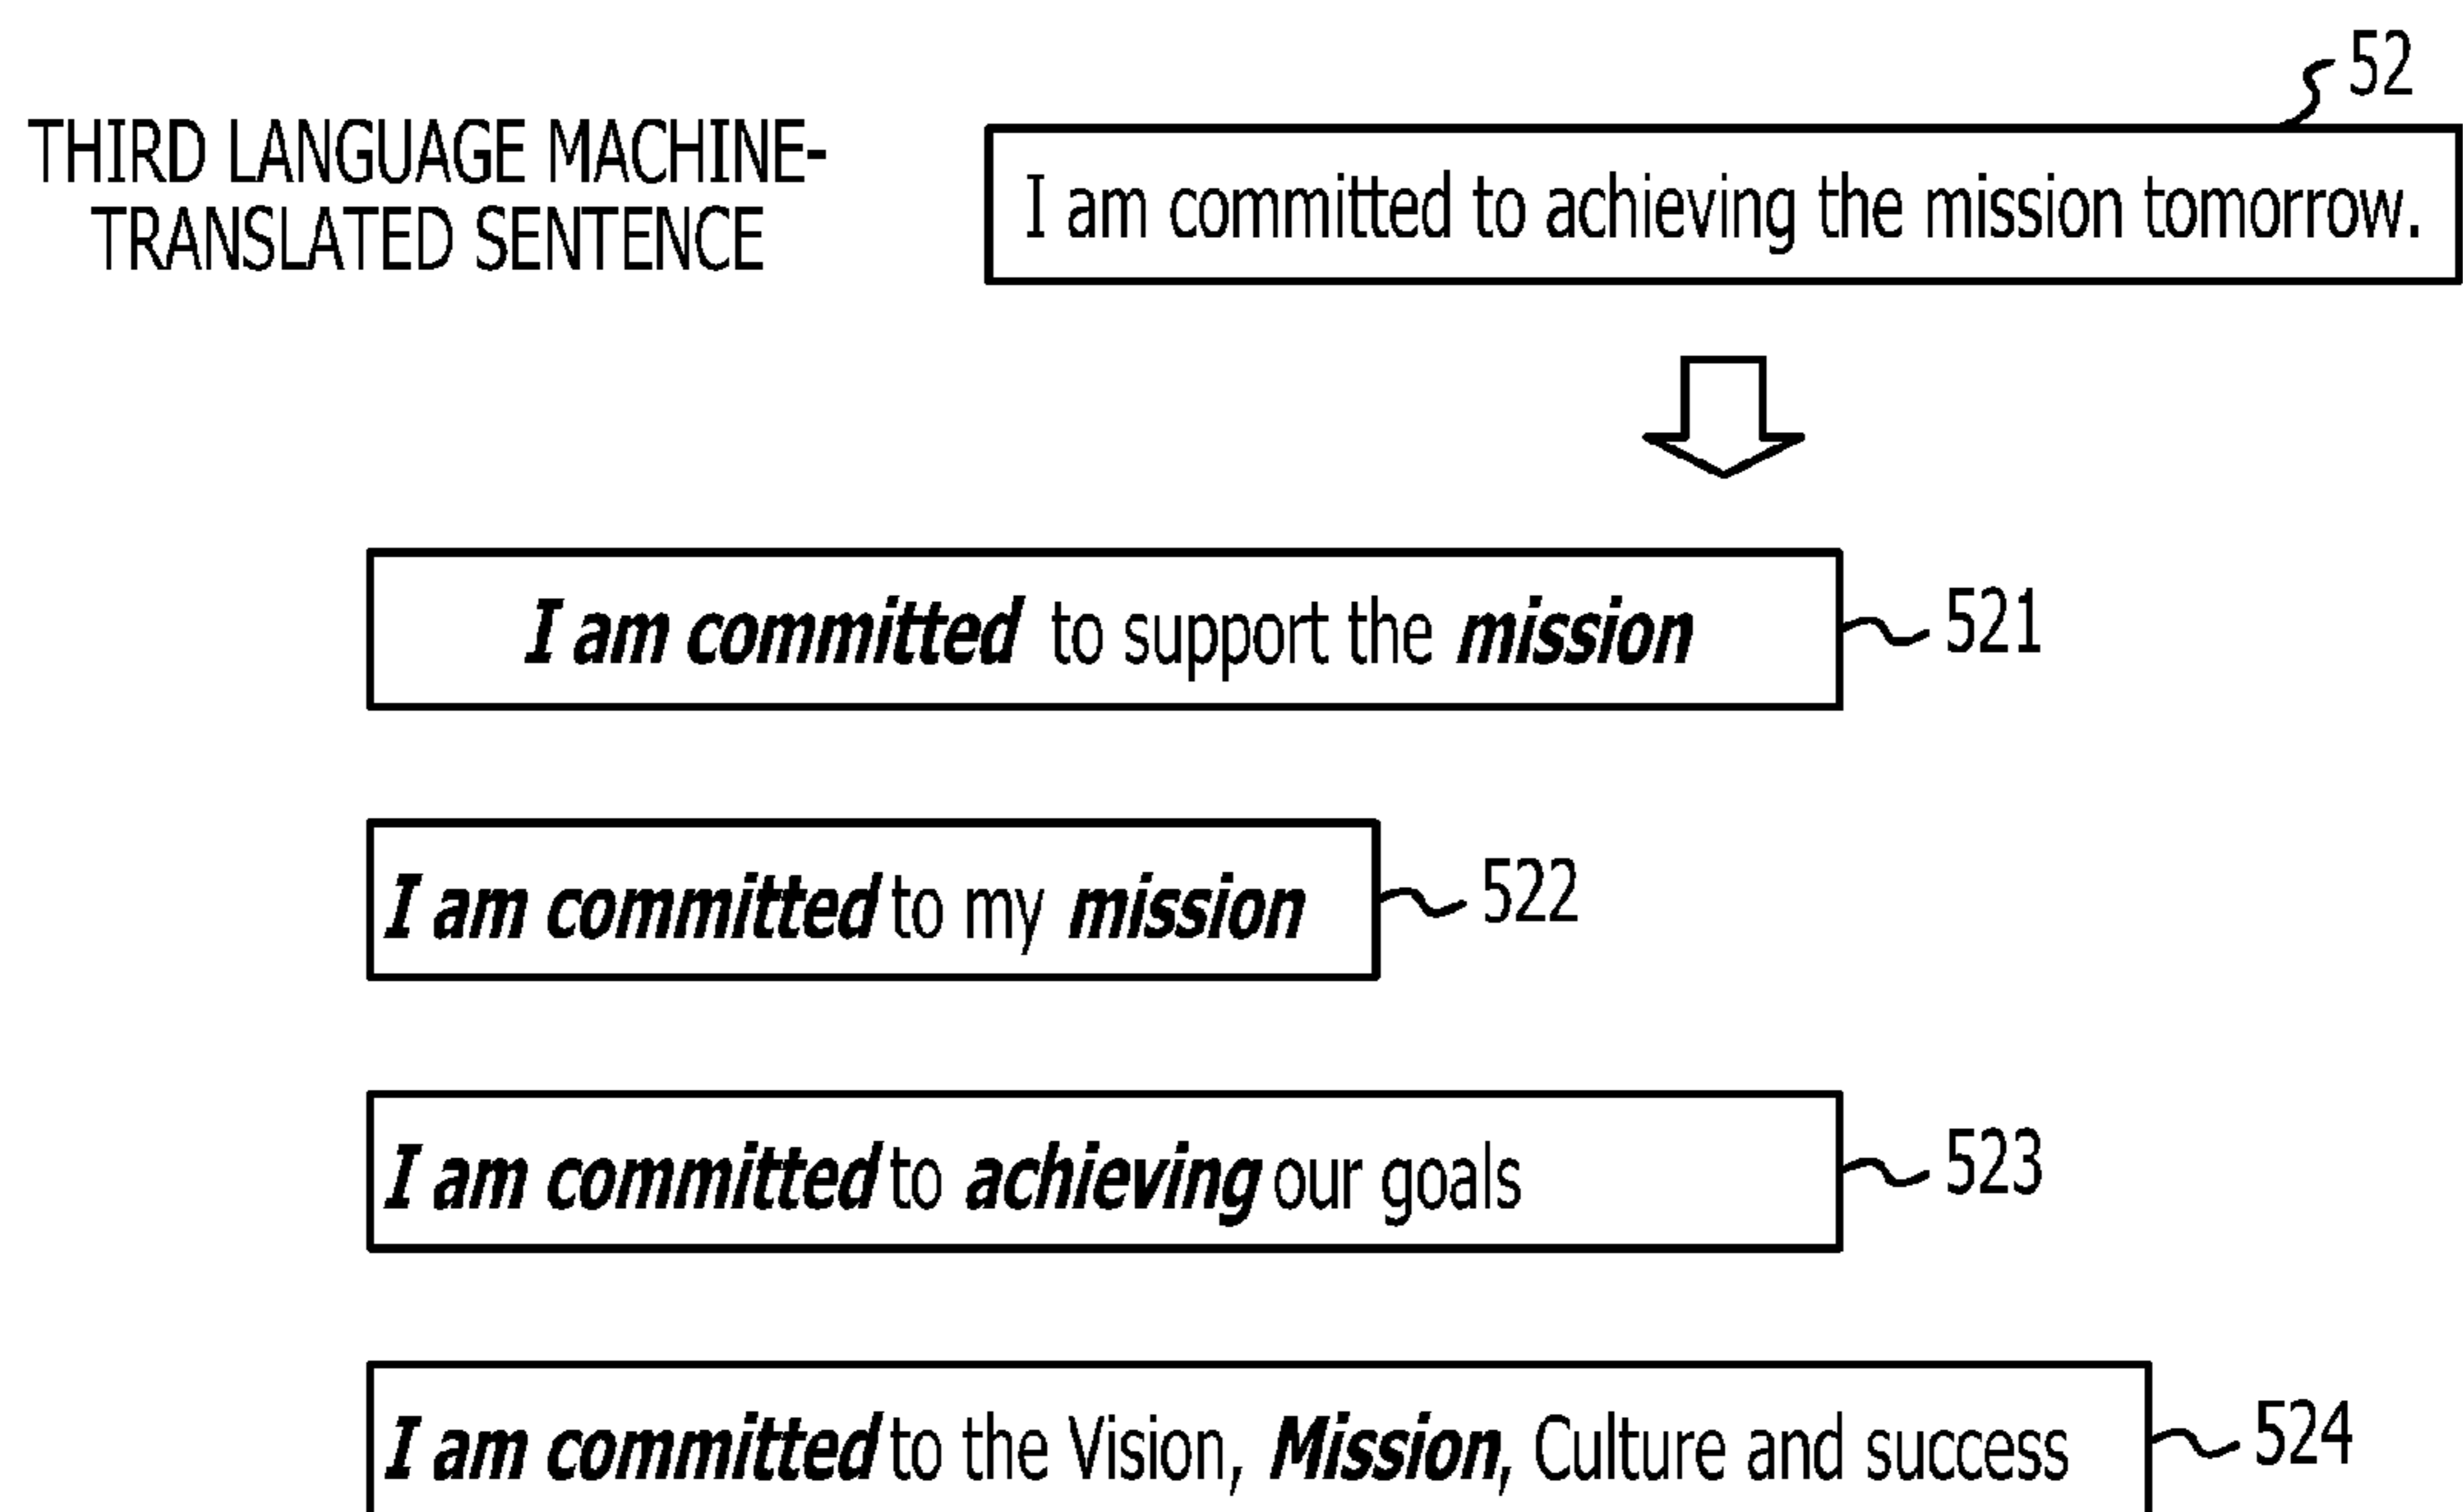 52
THIRD LANGUAGE MACHINE-
TRANSLATED SENTENCE
I am committed to achieving the mission tomorrow.
I am committed to support the mission
521
I am committed to my mission
522
I am committed to achieving our goals
523
I am committed to the Vision, Mission, Culture and success
524